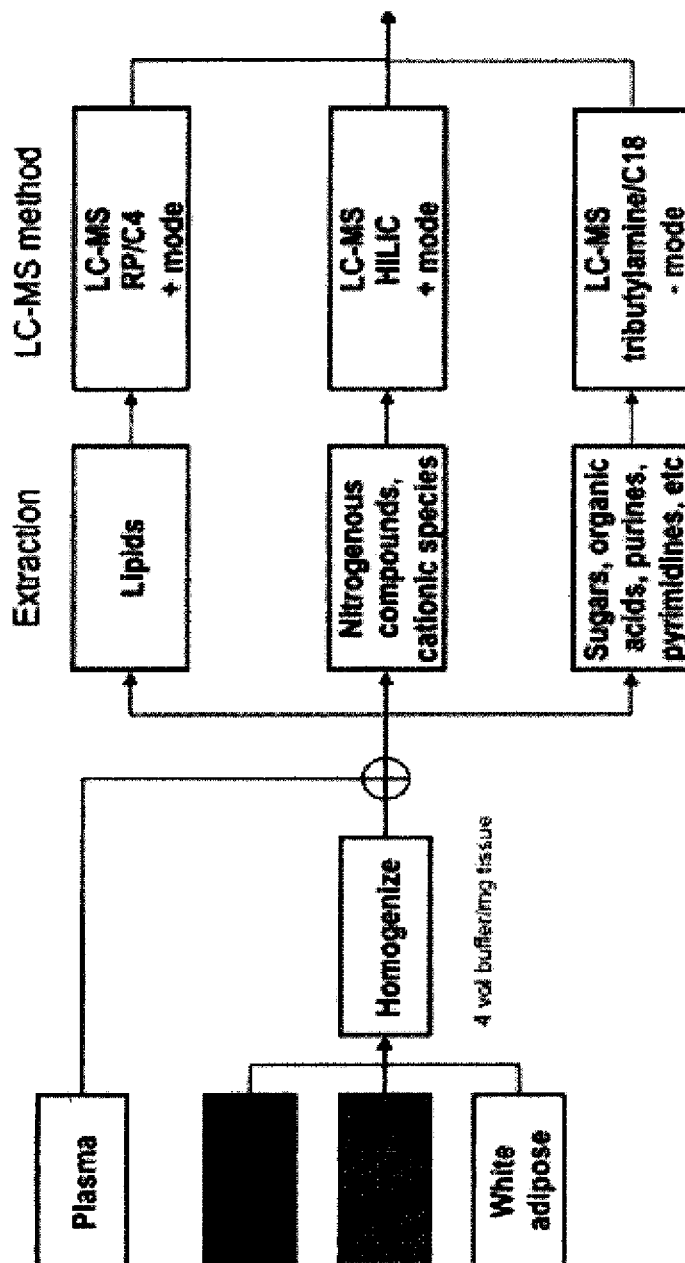 Extraction
LC-MS method
Plasma
White
adipose
Homogenize
4 vol buffer/mg tissue
Lipids
Nitrogenous
compounds,
cationic species
Sugars, organic
acids, purines,
pyrimidines, etc
LC-MS
RP/C4
+ mode
LC-MS
HILIC
+ mode
LC-MS
tributylamine/C18
- mode